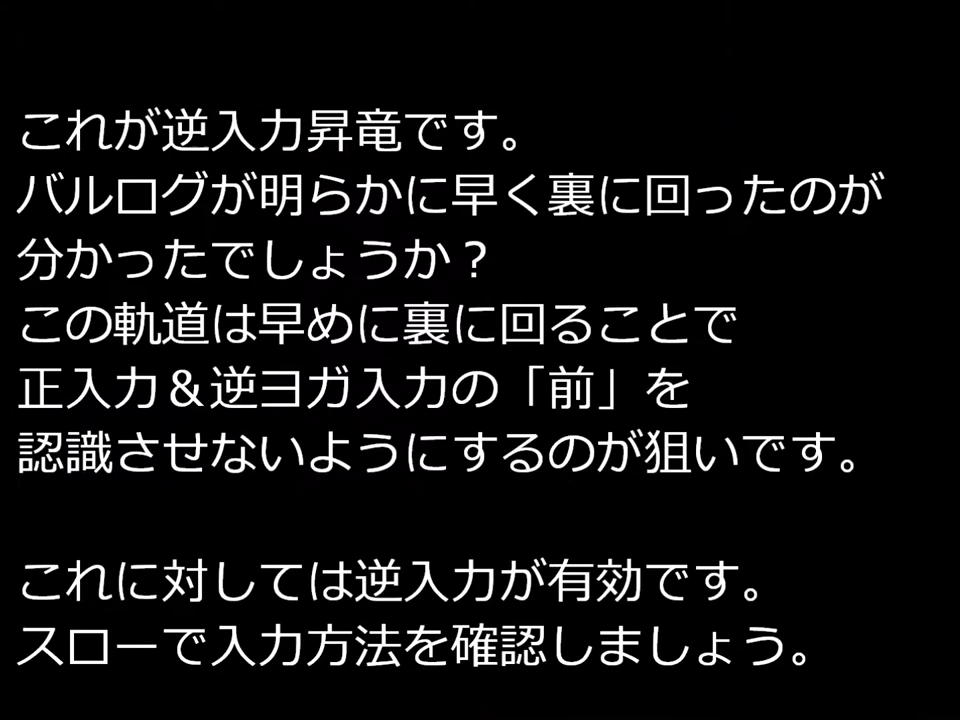 これが逆入力昇竜です。
バルログが明らかに早く裏に回ったのが
分かったでしょうか？
この軌道は早めに裏に回ることで
正入力＆逆ヨガ入力の「前」を
認識させないようにするのが狙いです。
これに対しては逆入力が有効です。
スローで入力方法を確認しましょう。